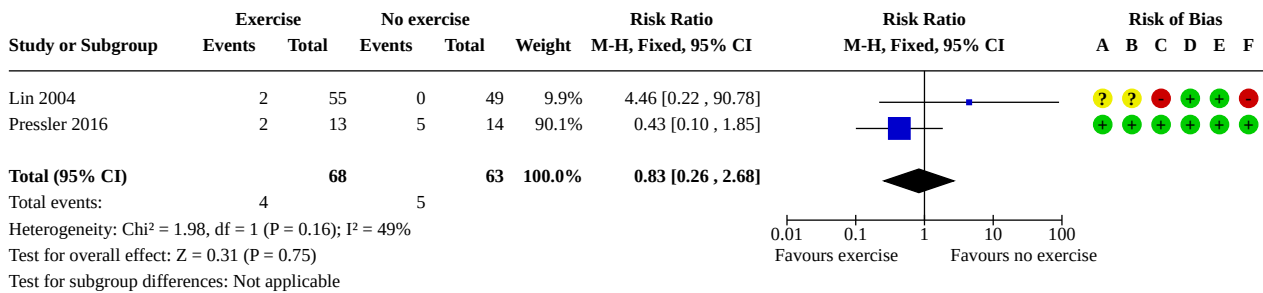 Exercise No exercise Risk Ratio Risk Ratio Risk of Bias
Study or Subgroup Events Total Events Total Weight M-H, Fixed, 95% CI M-H, Fixed, 95% CI A B C D E F
Lin 2004 2 55 0 49 9.9% 4.46 [0.22 , 90.78] ? ? - + + -
Pressler 2016 2 13 5 14 90.1% 0.43 [0.10 , 1.85] + + + + + +
Total (95% CI) 68 63 100.0% 0.83 [0.26 , 2.68]
Total events: 4 5
Heterogeneity: Chi² = 1.98, df = 1 (P = 0.16); I² = 49%
0.01 0.1 1 10 100
Test for overall effect: Z = 0.31 (P = 0.75) Favours exercise Favours no exercise
Test for subgroup differences: Not applicable